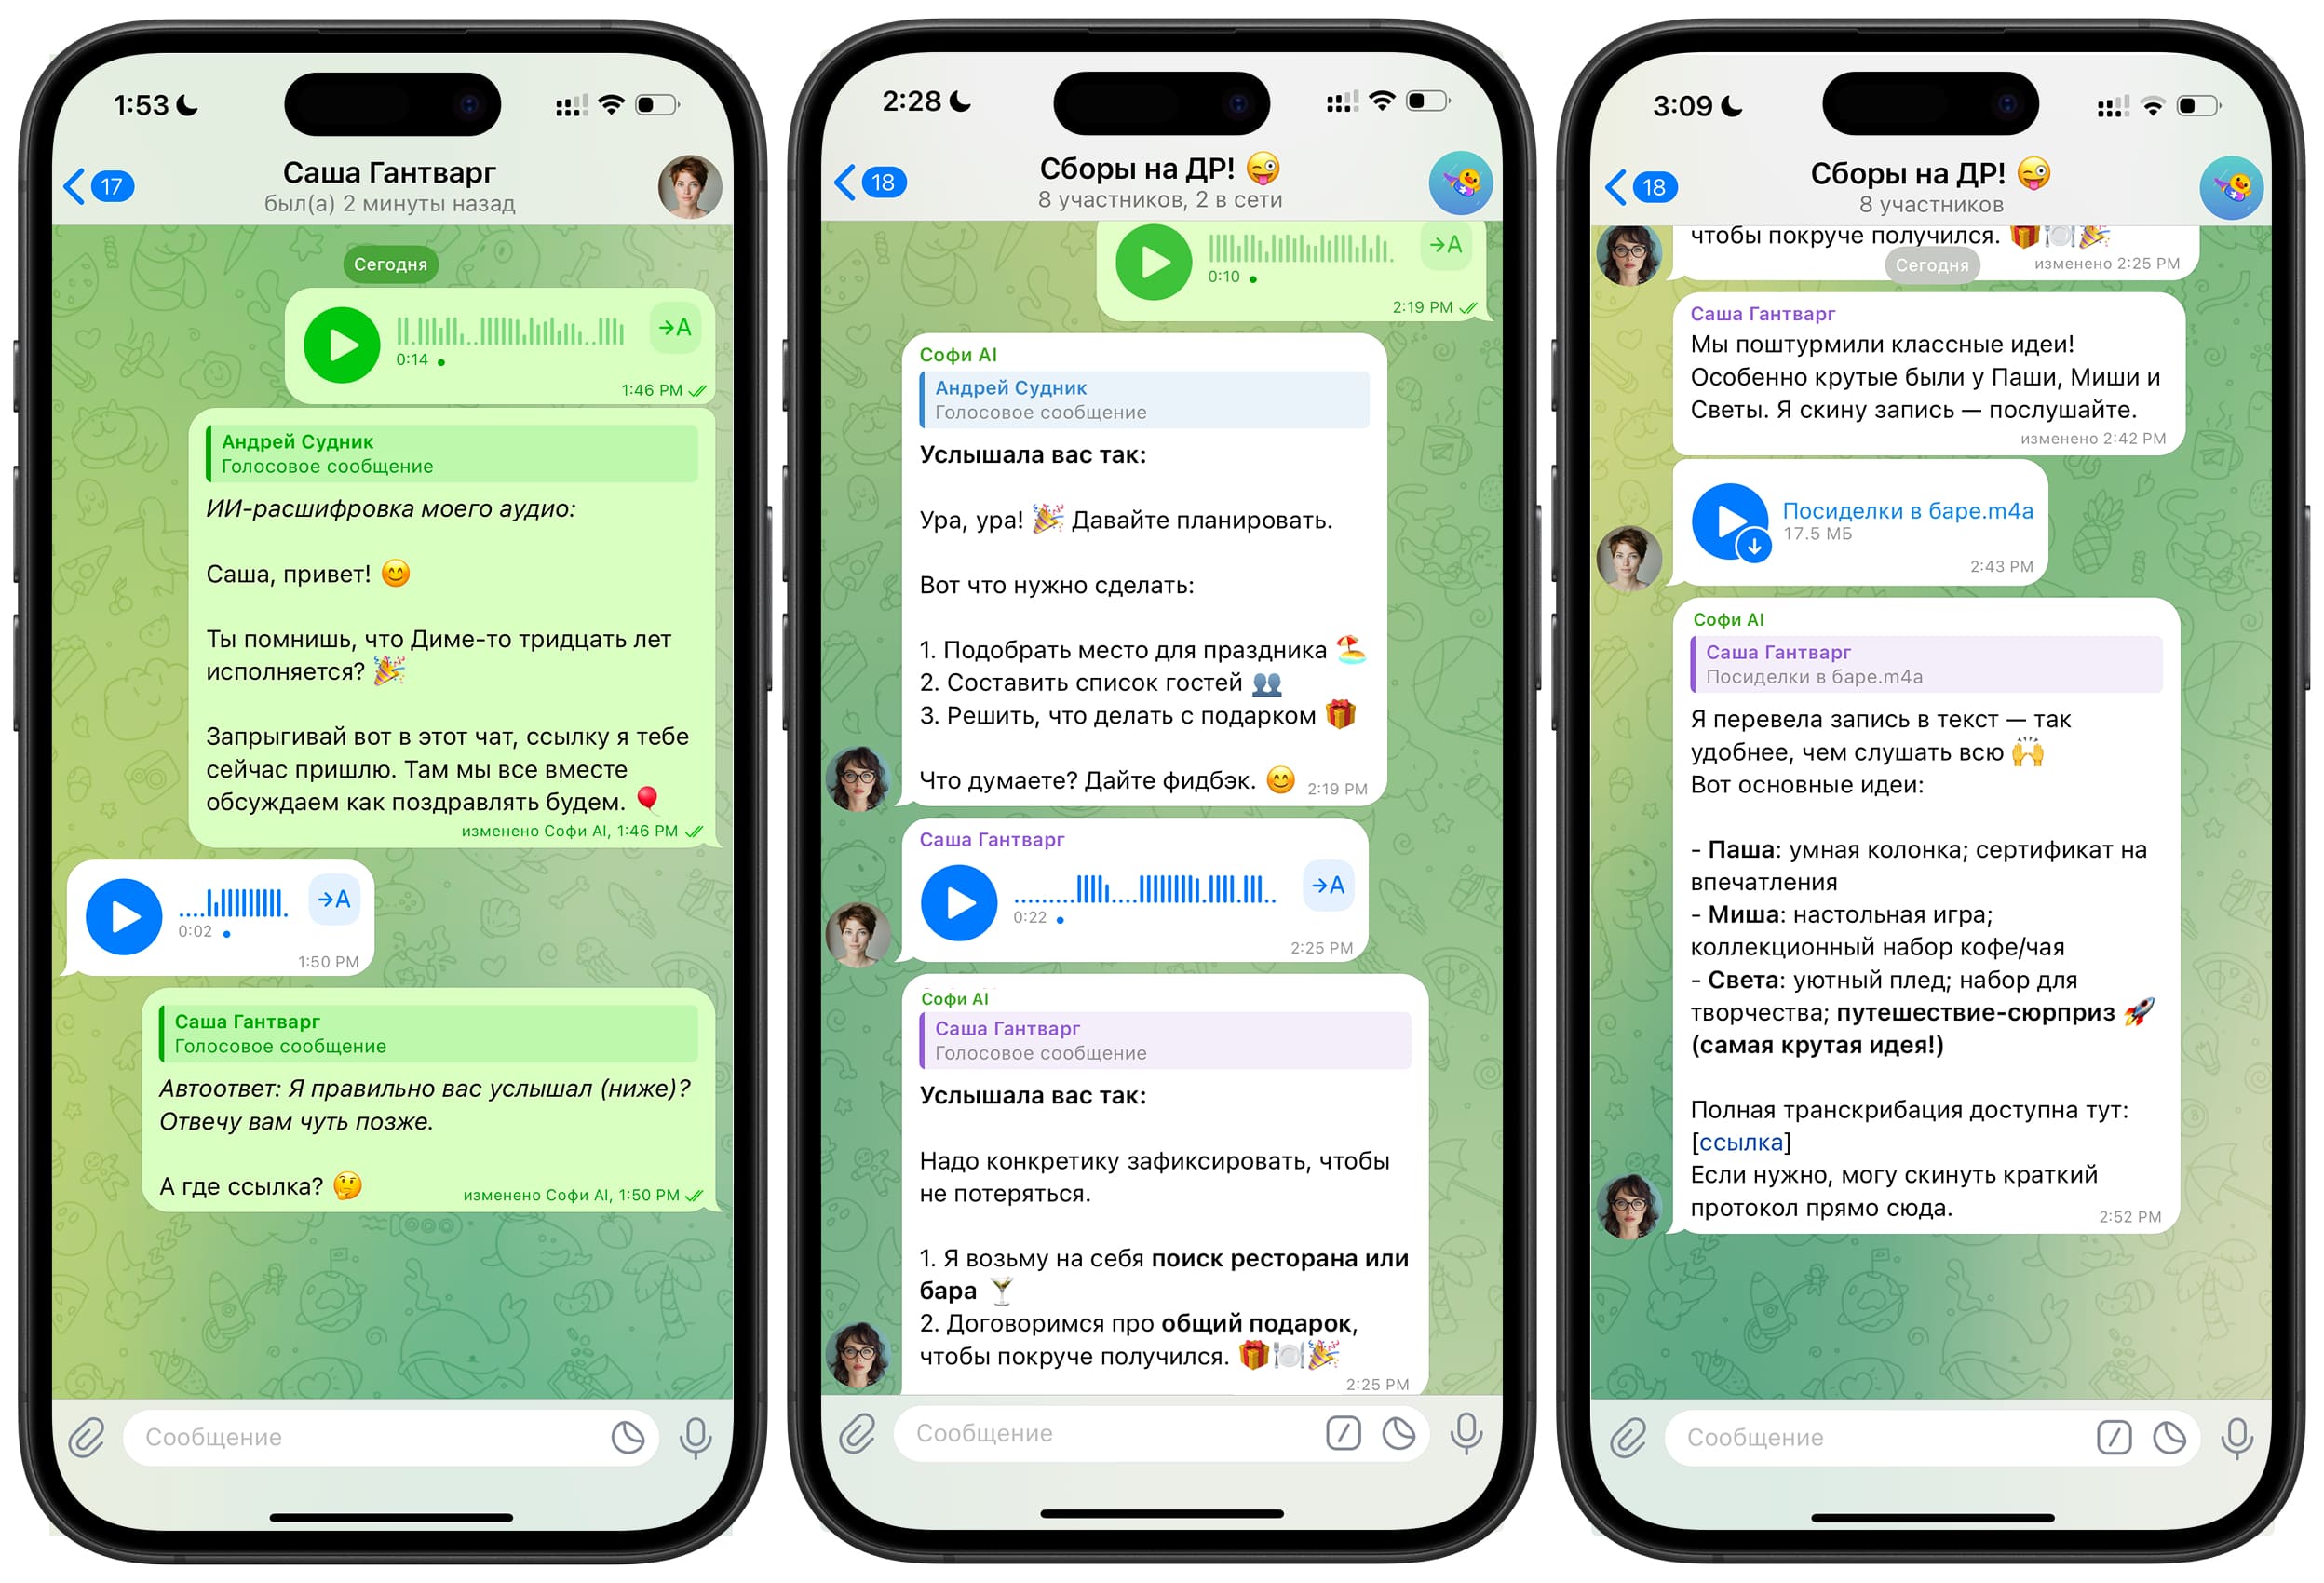 1:53
17
Саша Гантварг
был(а) 2 минуты назад
Сегодня
0:14
→A
1:46 PM
Андрей Судник
Голосовое сообщение
ИИ-расшифровка моего аудио:
Саша, привет! 😊
Ты помнишь, что Диме-то тридцать лет
исполняется? 🎉
Запрыгивай вот в этот чат, ссылку я тебе
сейчас пришлю. Там мы все вместе
обсуждаем как поздравлять будем. 🎈
изменено Софи AI, 1:46 PM
0:02
→A
1:50 PM
Саша Гантварг
Голосовое сообщение
Автоответ: Я правильно вас услышал (ниже)?
Отвечу вам чуть позже.
А где ссылка? 🤔
изменено Софи AI, 1:50 PM
Сообщение
2:28
18
Сборы на ДР! 😜
8 участников, 2 в сети
0:10
→A
2:19 PM
Софи AI
Андрей Судник
Голосовое сообщение
Услышала вас так:
Ура, ура! 🎉 Давайте планировать.
Вот что нужно сделать:
1. Подобрать место для праздника 🏖️
2. Составить список гостей 👥
3. Решить, что делать с подарком 🎁
Что думаете? Дайте фидбэк. 😊
2:19 PM
Саша Гантварг
0:22
→A
2:25 PM
Софи AI
Саша Гантварг
Голосовое сообщение
Услышала вас так:
Надо конкретику зафиксировать, чтобы
не потеряться.
1. Я возьму на себя поиск ресторана или
бара 🍸
2. Договоримся про общий подарок,
чтобы покруче получился. 🎁🍽️🎉
2:25 PM
Сообщение
3:09
18
Сборы на ДР! 😜
8 участников
чтобы покруче получился. 🎁🍽️🎉
Сегодня
изменено 2:25 PM
Саша Гантварг
Мы поштурмили классные идеи!
Особенно крутые были у Паши, Миши и
Светы. Я скину запись — послушайте.
изменено 2:42 PM
Посиделки в баре.m4a
17.5 МБ
2:43 PM
Софи AI
Саша Гантварг
Посиделки в баре.m4a
Я перевела запись в текст — так
удобнее, чем слушать всю 🙌
Вот основные идеи:
- Паша: умная колонка; сертификат на
впечатления
- Миша: настольная игра;
коллекционный набор кофе/чая
- Света: уютный плед; набор для
творчества; путешествие-сюрприз 🚀
(самая крутая идея!)
Полная транскрибация доступна тут:
[ссылка]
Если нужно, могу скинуть краткий
протокол прямо сюда.
2:52 PM
Сообщение